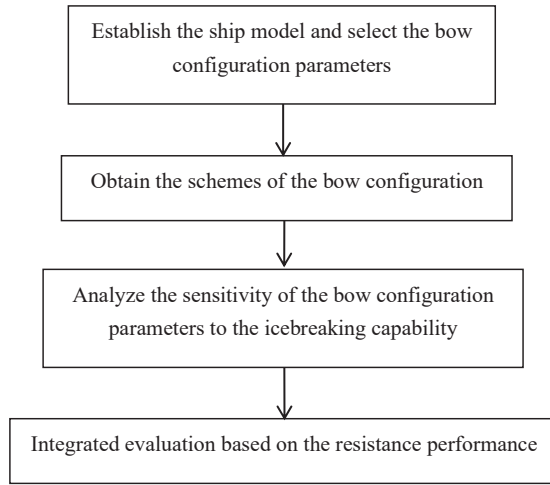 Establish the ship model and select the bow
configuration parameters
Obtain the schemes of the bow configuration
Analyze the sensitivity of the bow configuration
parameters to the icebreaking capability
Integrated evaluation based on the resistance performance